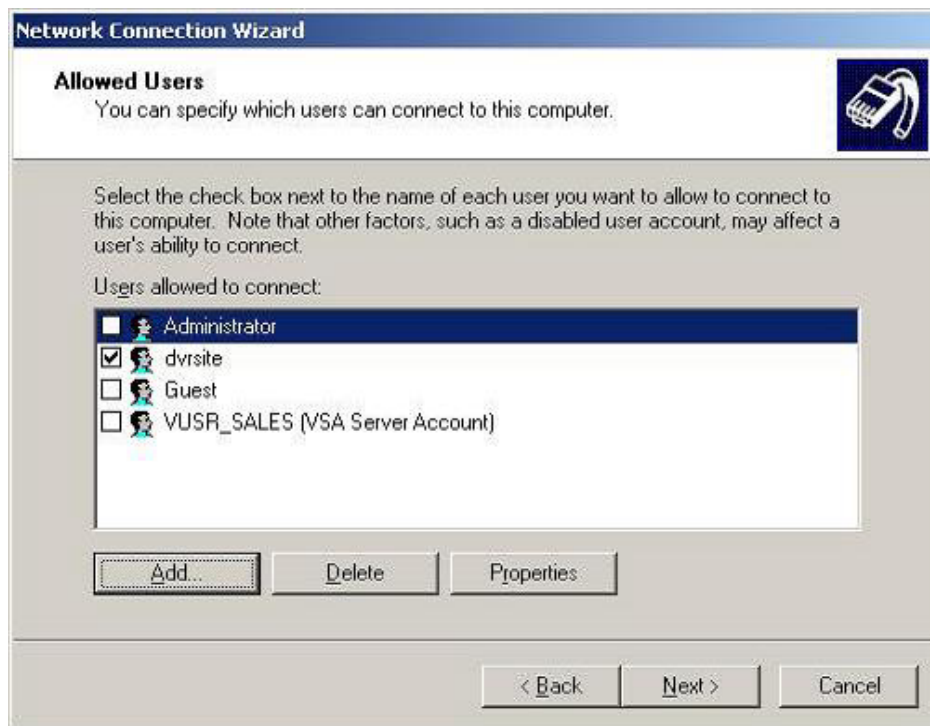 Network Connection Wizard
Allowed Users
You can specify which users can connect to this computer.
Select the check box next to the name of each user you want to allow to connect to
this computer. Note that other factors, such as a disabled user account, may affect a
user's ability to connect.
Users allowed to connect:
Administrator
dvrsite
Guest
VUSR_SALES (VSA Server Account)
Add... Delete Properties
< Back Next > Cancel